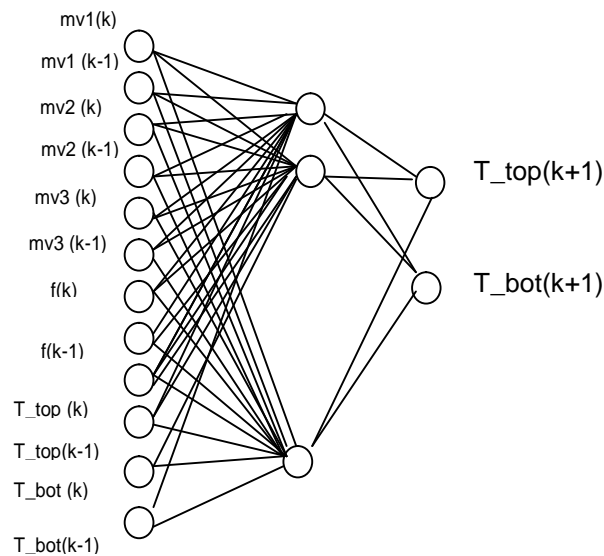 mv1(k)
mv1 (k-1)
mv2 (k)
mv2 (k-1)
mv3 (k)
mv3 (k-1)
f(k)
f(k-1)
T_top (k)
T_top(k-1)
T_bot (k)
T_bot(k-1)
T_top(k+1)
T_bot(k+1)